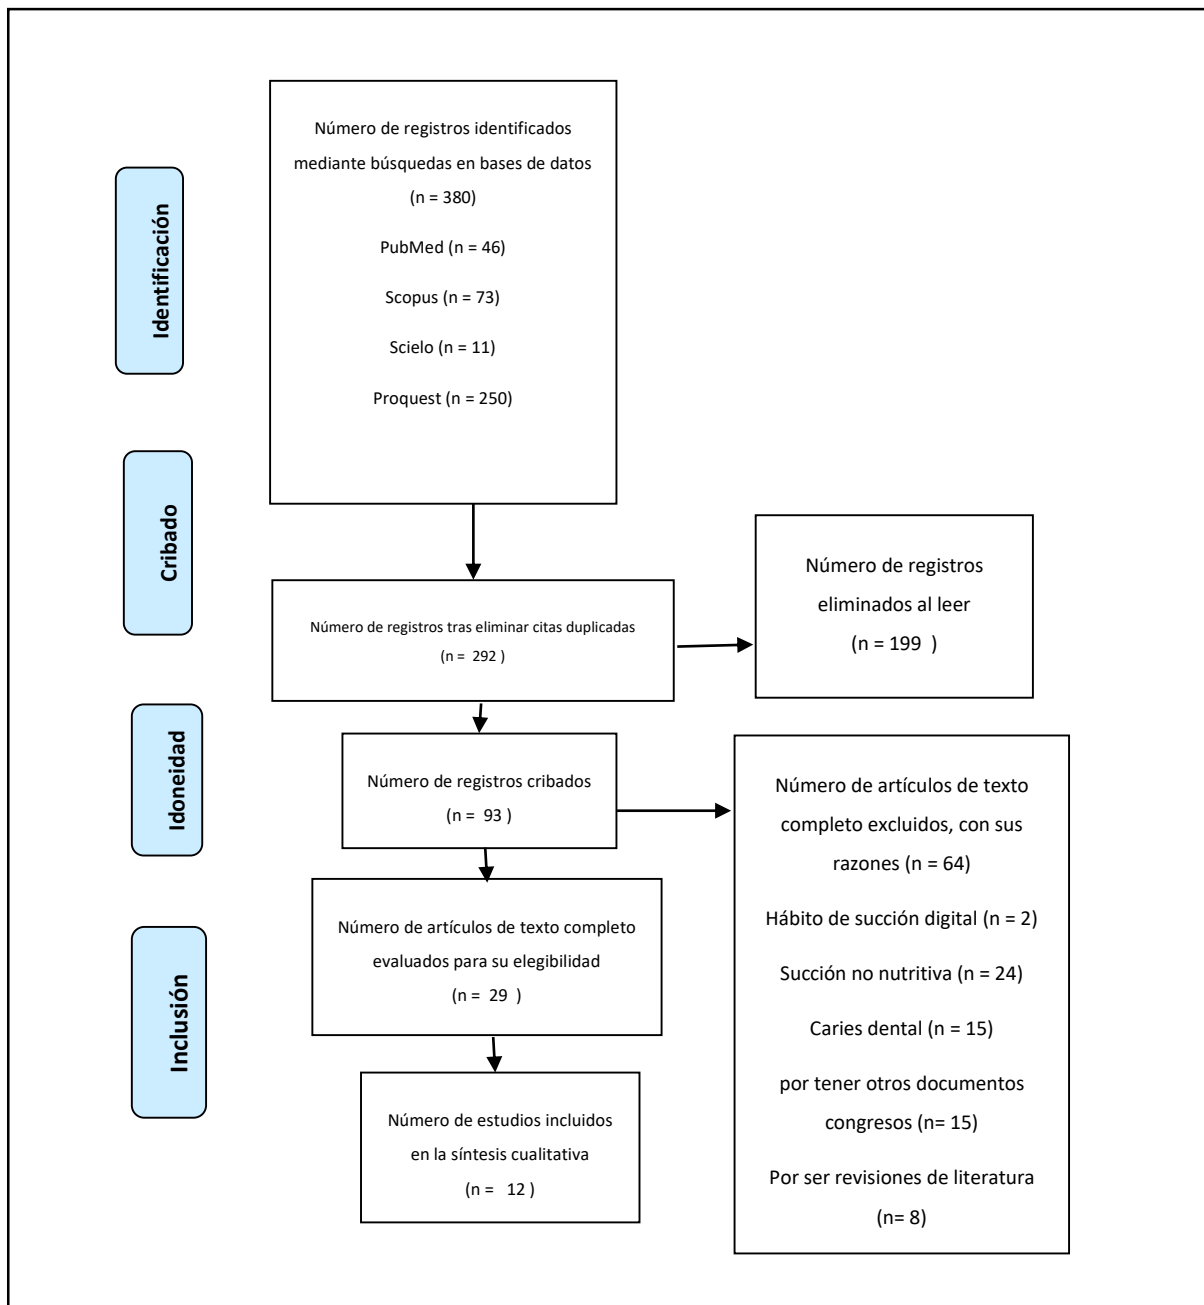 Número de registros identificados
mediante búsquedas en bases de datos
(n = 380)
PubMed (n = 46)
Scopus (n = 73)
Scielo (n = 11)
Proquest (n = 250)
Identificación
Cribado
Número de registros tras eliminar citas duplicadas
(n = 292 )
Número de registros
eliminados al leer
(n = 199 )
Idoneidad
Número de registros cribados
(n = 93 )
Número de artículos de texto
completo excluidos, con sus
razones (n = 64)
Hábito de succión digital (n = 2)
Succión no nutritiva (n = 24)
Caries dental (n = 15)
por tener otros documentos
congresos (n= 15)
Por ser revisiones de literatura
(n= 8)
Número de artículos de texto completo
evaluados para su elegibilidad
(n = 29 )
Inclusión
Número de estudios incluidos
en la síntesis cualitativa
(n = 12 )